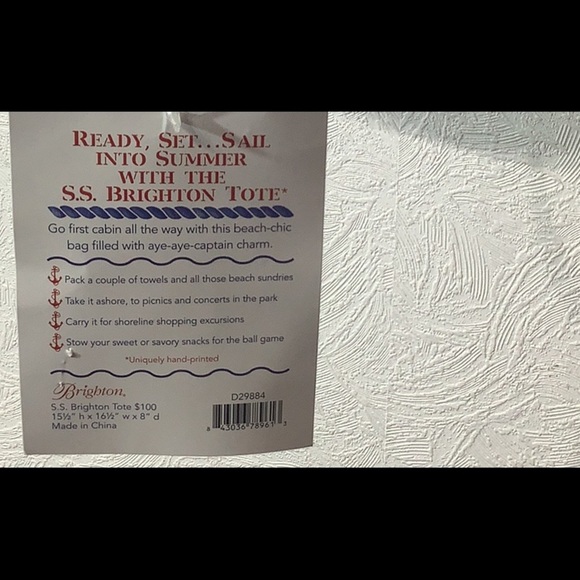 READY, SET...SAIL
INTO SUMMER
WITH THE
S.S. BRIGHTON TOTE*
Go first cabin all the way with this beach-chic
bag filled with aye-aye-captain charm.
Pack a couple of towels and all those beach sundries
Take it ashore, to picnics and concerts in the park
Carry it for shoreline shopping excursions
Stow your sweet or savory snacks for the ball game
*Uniquely hand-printed
Brighton
D29884
S.S. Brighton Tote $100
15½" h x 16½" w x 8" d
Made in China
8 43036 78961 3